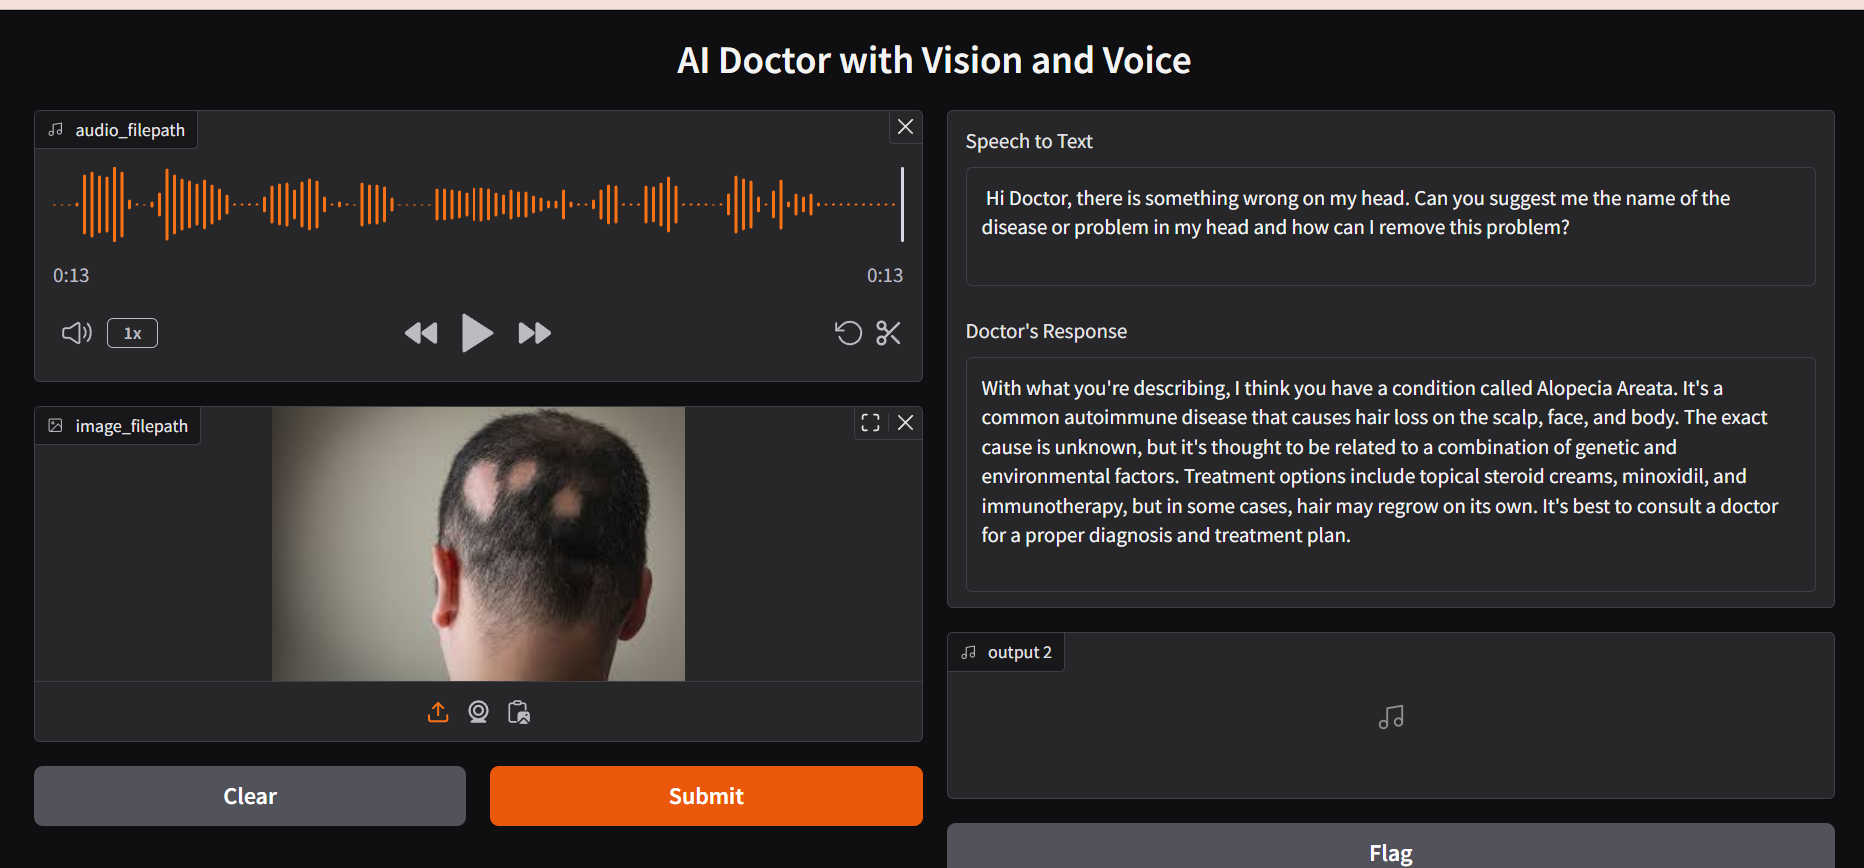 AI Doctor with Vision and Voice
audio_filepath
0:13
0:13
1x
image_filepath
Clear
Submit
Speech to Text
Hi Doctor, there is something wrong on my head. Can you suggest me the name of the
disease or problem in my head and how can I remove this problem?
Doctor's Response
With what you're describing, I think you have a condition called Alopecia Areata. It's a
common autoimmune disease that causes hair loss on the scalp, face, and body. The exact
cause is unknown, but it's thought to be related to a combination of genetic and
environmental factors. Treatment options include topical steroid creams, minoxidil, and
immunotherapy, but in some cases, hair may regrow on its own. It's best to consult a doctor
for a proper diagnosis and treatment plan.
output 2
Flag